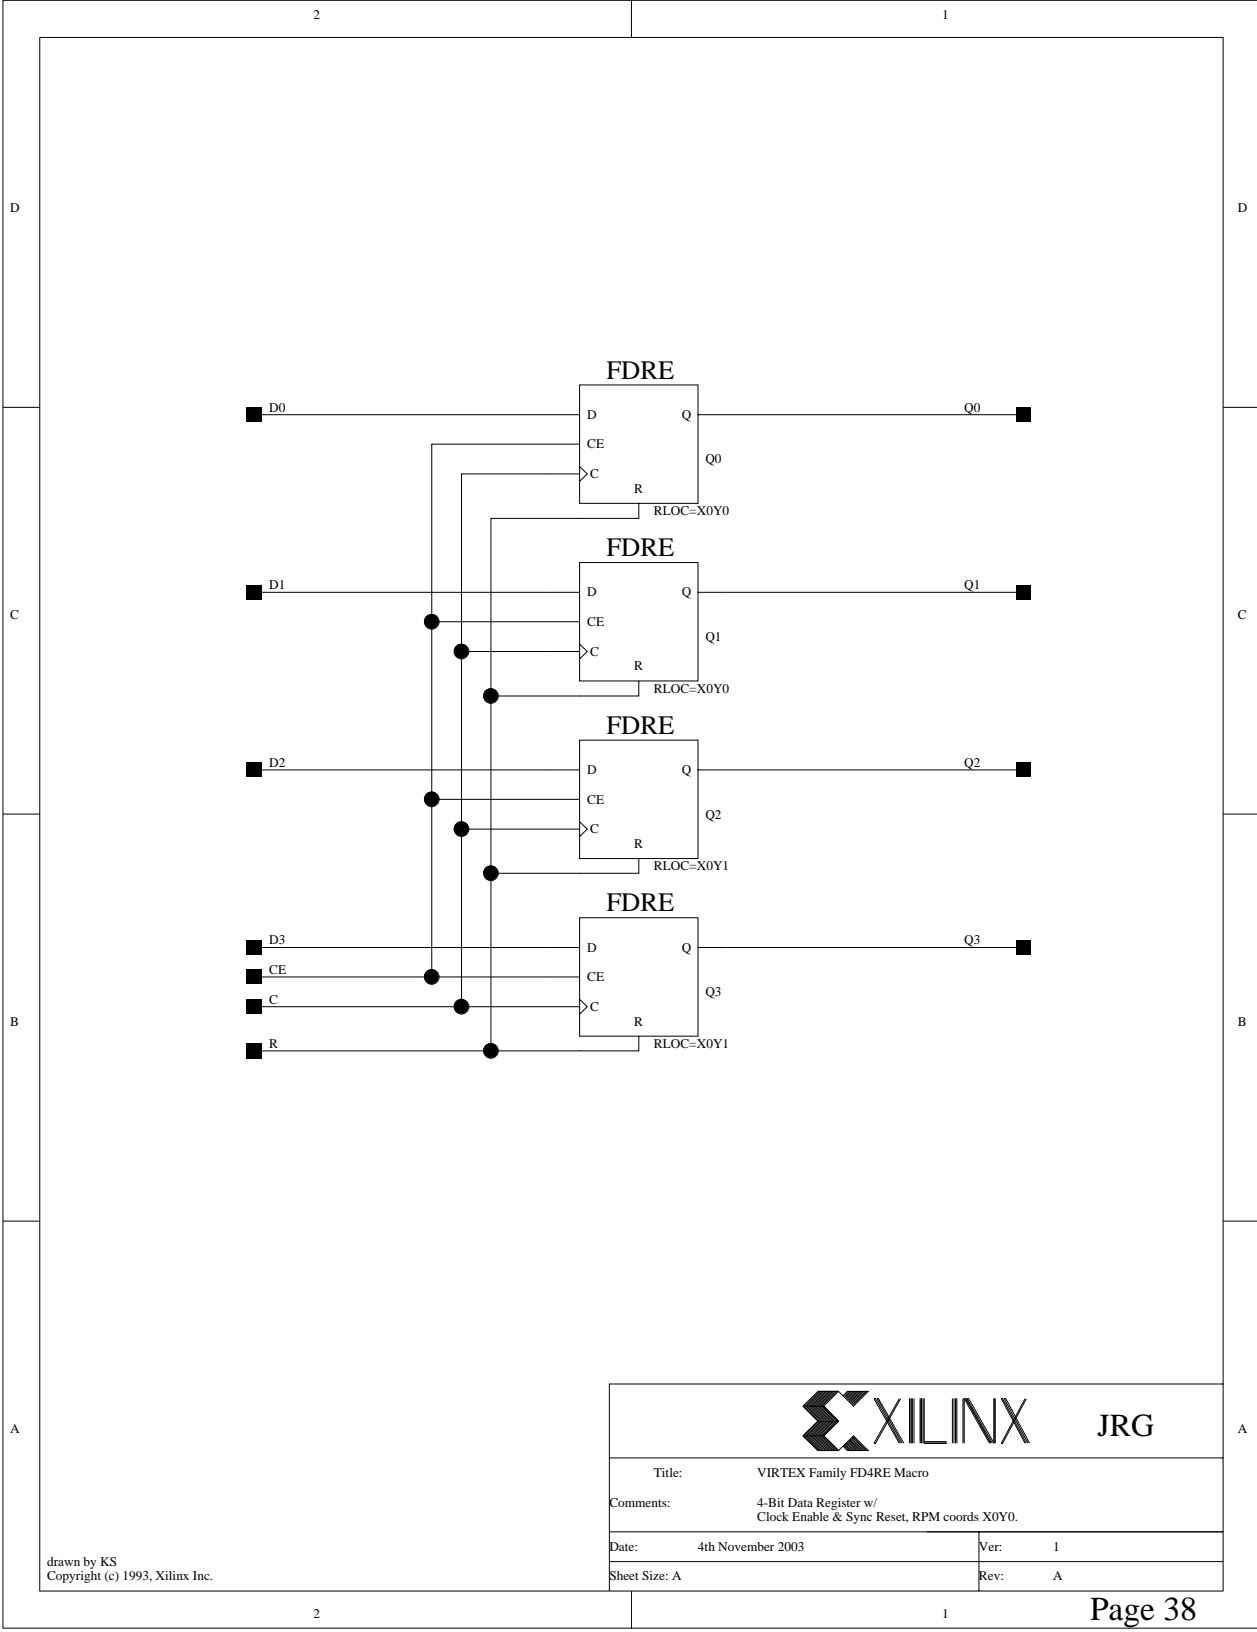 2 1
D D
FDRE
D0 D Q Q0
CE
Q0
C
R
RLOC=X0Y0
FDRE
D1 D Q Q1
C CE C
Q1
C
R
RLOC=X0Y0
FDRE
D2 D Q Q2
CE
Q2
C
R
RLOC=X0Y1
FDRE
D3 D Q Q3
CE CE
Q3
C C
B R B
R RLOC=X0Y1
XILINX JRG
A A
Title: VIRTEX Family FD4RE Macro
Comments: 4-Bit Data Register w/
Clock Enable & Sync Reset, RPM coords X0Y0.
Date: 4th November 2003 Ver: 1
drawn by KS
Copyright (c) 1993, Xilinx Inc.
Sheet Size: A Rev: A
2 1
Page 38